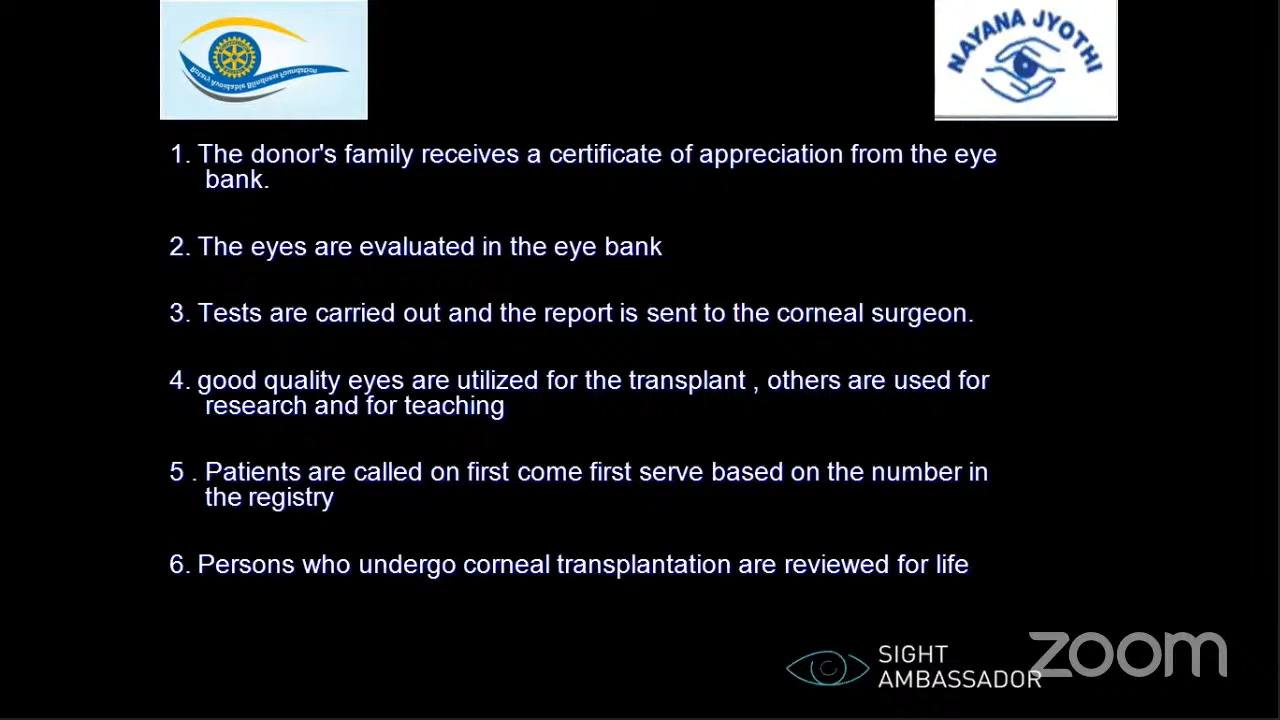 Rotary Avoidable Blindness Foundation
NAYANA JYOTHI
1. The donor's family receives a certificate of appreciation from the eye
bank.
2. The eyes are evaluated in the eye bank
3. Tests are carried out and the report is sent to the corneal surgeon.
4. good quality eyes are utilized for the transplant , others are used for
research and for teaching
5 . Patients are called on first come first serve based on the number in
the registry
6. Persons who undergo corneal transplantation are reviewed for life
SIGHT
AMBASSADOR
zoom